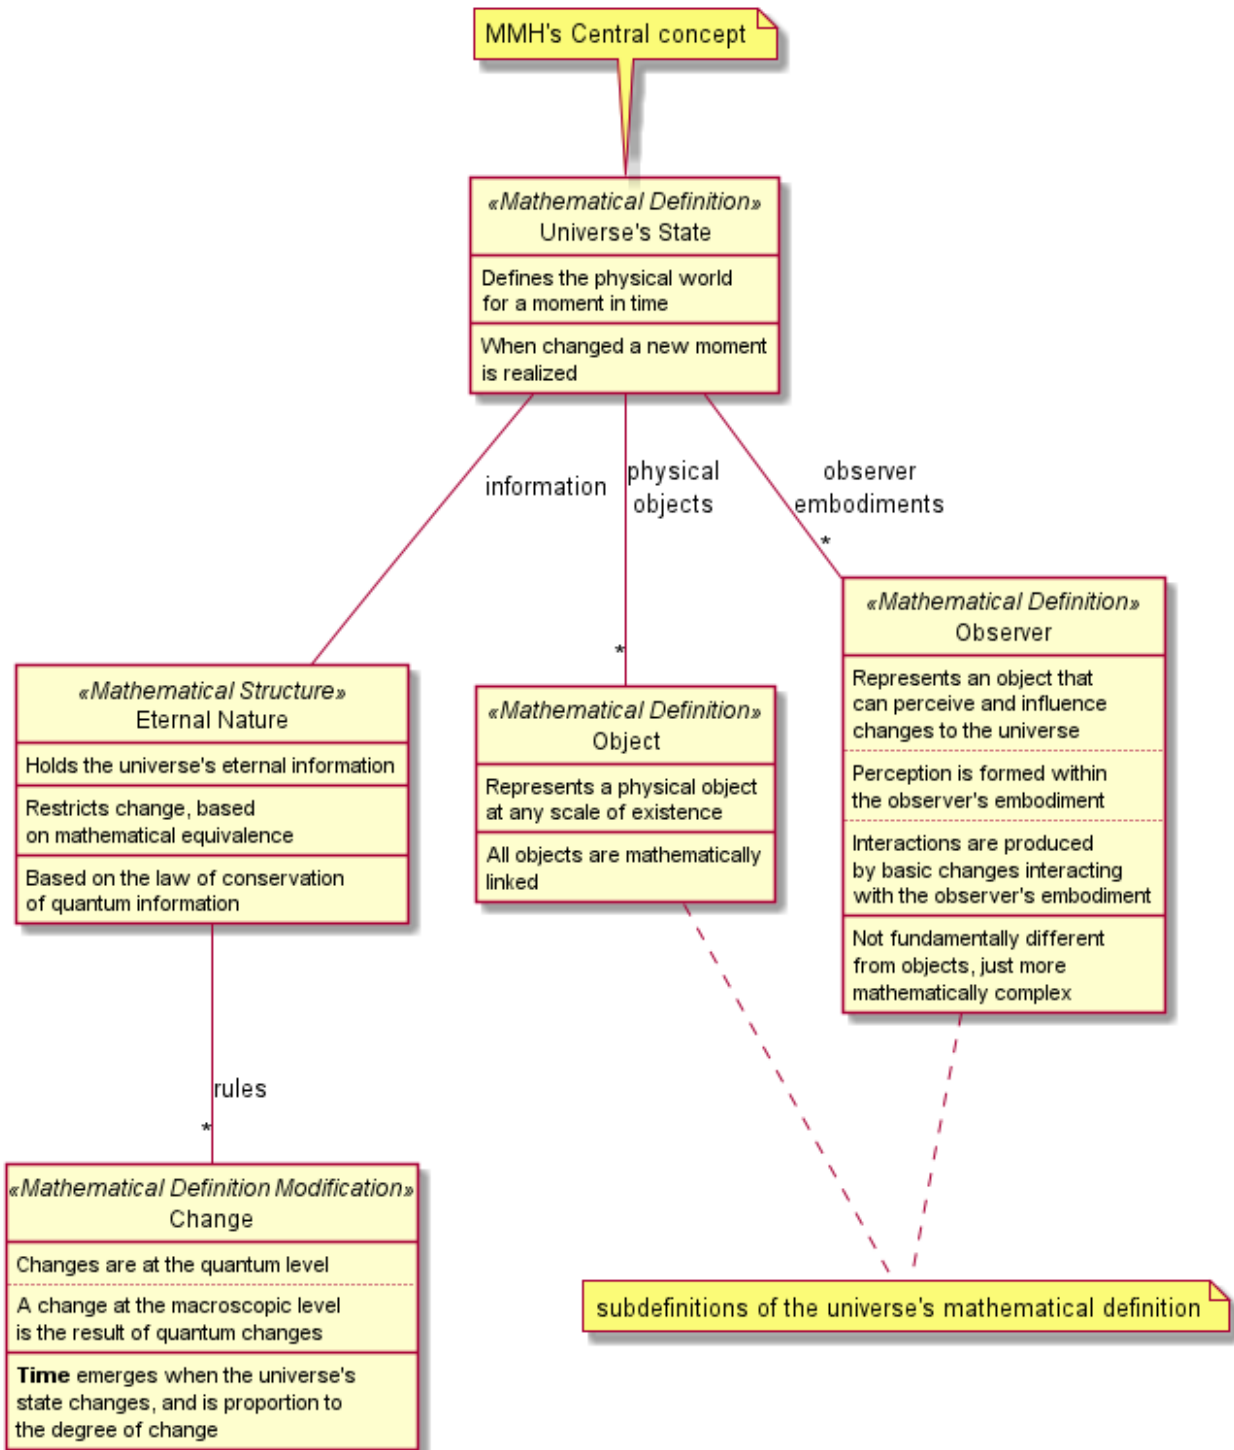 MMH's Central concept
«Mathematical Definition»
Universe's State
Defines the physical world
for a moment in time
When changed a new moment
is realized
information
physical
objects
*
observer
embodiments
*
«Mathematical Structure»
Eternal Nature
Holds the universe's eternal information
Restricts change, based
on mathematical equivalence
Based on the law of conservation
of quantum information
«Mathematical Definition»
Object
Represents a physical object
at any scale of existence
All objects are mathematically
linked
«Mathematical Definition»
Observer
Represents an object that
can perceive and influence
changes to the universe
Perception is formed within
the observer's embodiment
Interactions are produced
by basic changes interacting
with the observer's embodiment
Not fundamentally different
from objects, just more
mathematically complex
rules
*
«Mathematical Definition Modification»
Change
Changes are at the quantum level
A change at the macroscopic level
is the result of quantum changes
Time emerges when the universe's
state changes, and is proportion to
the degree of change
subdefinitions of the universe's mathematical definition